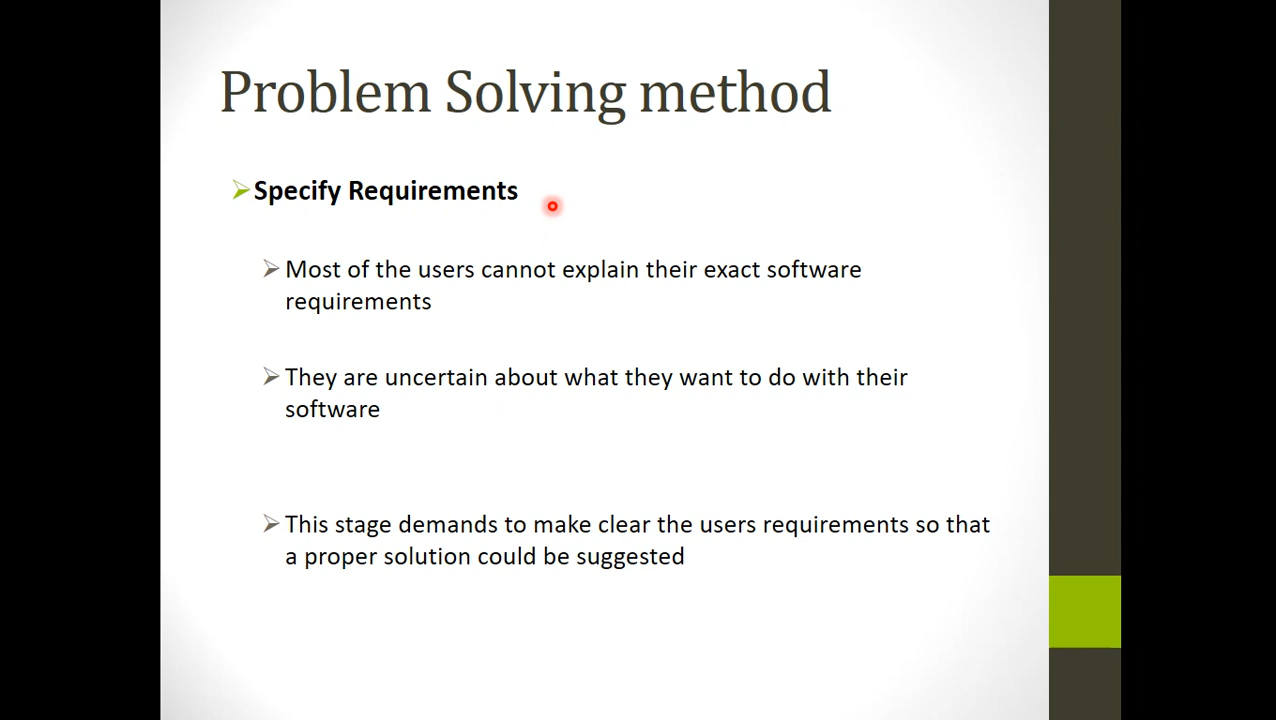 Problem Solving method
Specify Requirements
Most of the users cannot explain their exact software
requirements
They are uncertain about what they want to do with their
software
This stage demands to make clear the users requirements so that
a proper solution could be suggested